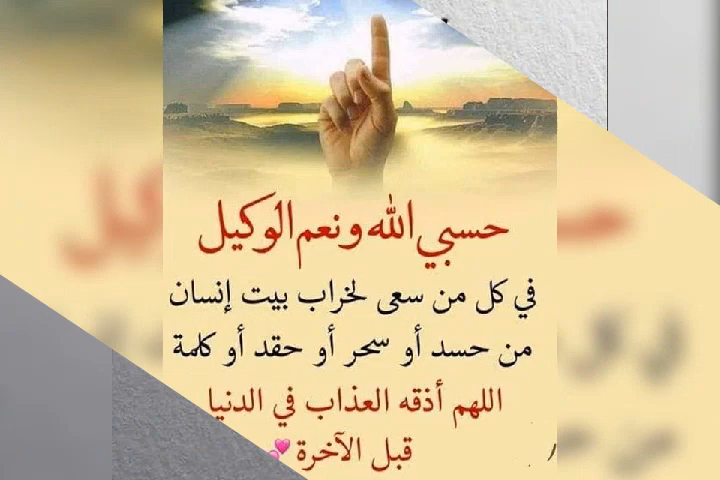 حسبي الله ونعم الوكيل
في كل من سعى لخراب بيت إنسان
من حسد أو سحر أو حقد أو كلمة
اللهم أذقه العذاب في الدنيا
قبل الآخرة 💕